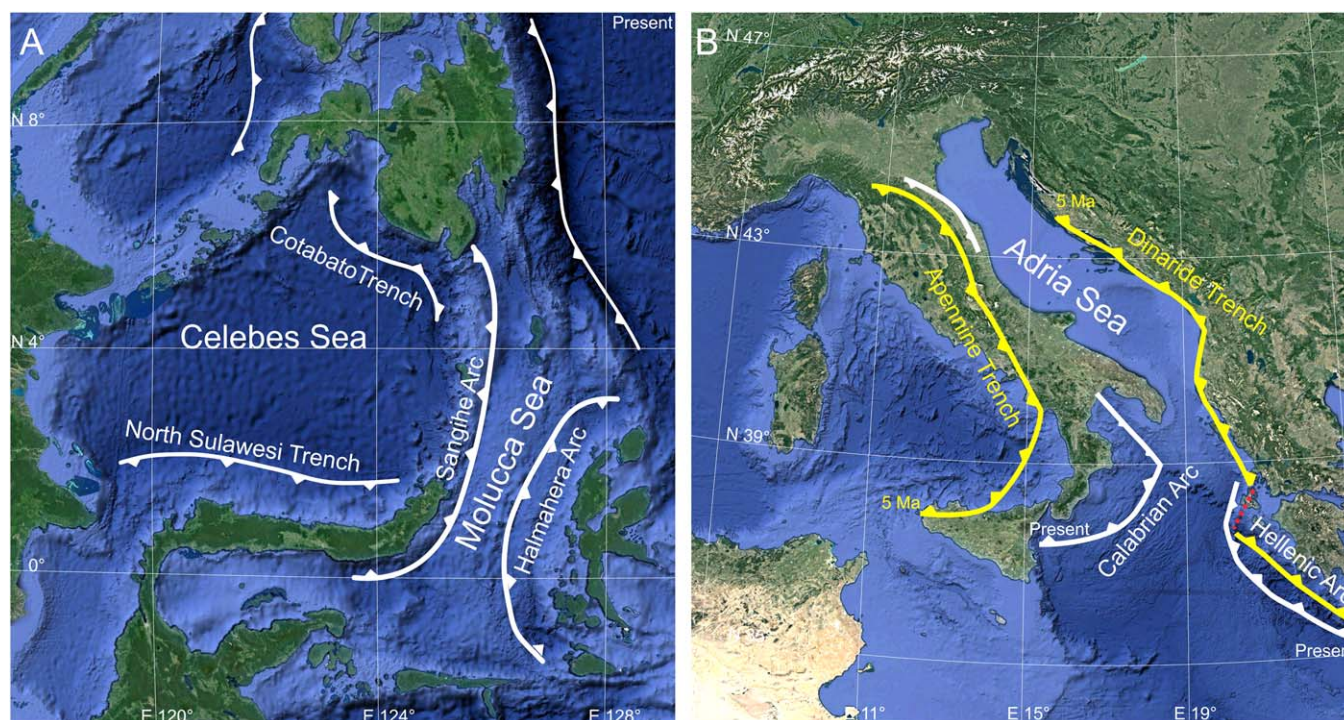 A
Present
N 8°
Cotabato Trench
N 4°
Celebes Sea
Sangihe Arc
Molucca Sea
North Sulawesi Trench
Halmahera Arc
0°
E 120°
E 124°
E 128°
B
N 47°
5 Ma
N 43°
Dinaride Trench
Adria Sea
Apennine Trench
N 39°
5 Ma
Present
Calabrian Arc
Hellenic Arc
Present
E 11°
E 15°
E 19°